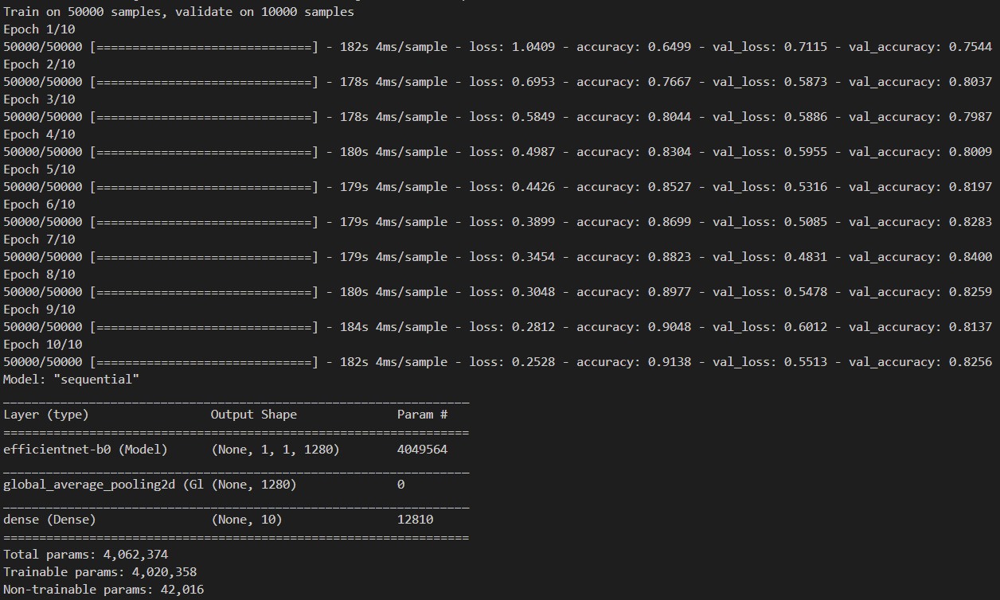 Train on 50000 samples, validate on 10000 samples
Epoch 1/10
50000/50000 [==============================] - 182s 4ms/sample - loss: 1.0409 - accuracy: 0.6499 - val_loss: 0.7115 - val_accuracy: 0.7544
Epoch 2/10
50000/50000 [==============================] - 178s 4ms/sample - loss: 0.6953 - accuracy: 0.7667 - val_loss: 0.5873 - val_accuracy: 0.8037
Epoch 3/10
50000/50000 [==============================] - 178s 4ms/sample - loss: 0.5849 - accuracy: 0.8044 - val_loss: 0.5886 - val_accuracy: 0.7987
Epoch 4/10
50000/50000 [==============================] - 180s 4ms/sample - loss: 0.4987 - accuracy: 0.8304 - val_loss: 0.5955 - val_accuracy: 0.8009
Epoch 5/10
50000/50000 [==============================] - 179s 4ms/sample - loss: 0.4426 - accuracy: 0.8527 - val_loss: 0.5316 - val_accuracy: 0.8197
Epoch 6/10
50000/50000 [==============================] - 179s 4ms/sample - loss: 0.3899 - accuracy: 0.8699 - val_loss: 0.5085 - val_accuracy: 0.8283
Epoch 7/10
50000/50000 [==============================] - 179s 4ms/sample - loss: 0.3454 - accuracy: 0.8823 - val_loss: 0.4831 - val_accuracy: 0.8400
Epoch 8/10
50000/50000 [==============================] - 180s 4ms/sample - loss: 0.3048 - accuracy: 0.8977 - val_loss: 0.5478 - val_accuracy: 0.8259
Epoch 9/10
50000/50000 [==============================] - 184s 4ms/sample - loss: 0.2812 - accuracy: 0.9048 - val_loss: 0.6012 - val_accuracy: 0.8137
Epoch 10/10
50000/50000 [==============================] - 182s 4ms/sample - loss: 0.2528 - accuracy: 0.9138 - val_loss: 0.5513 - val_accuracy: 0.8256
Model: "sequential"
_________________________________________________________________
Layer (type)                 Output Shape              Param #
=================================================================
efficientnet-b0 (Model)      (None, 1, 1, 1280)        4049564
_________________________________________________________________
global_average_pooling2d (Gl (None, 1280)              0
_________________________________________________________________
dense (Dense)                (None, 10)                12810
=================================================================
Total params: 4,062,374
Trainable params: 4,020,358
Non-trainable params: 42,016